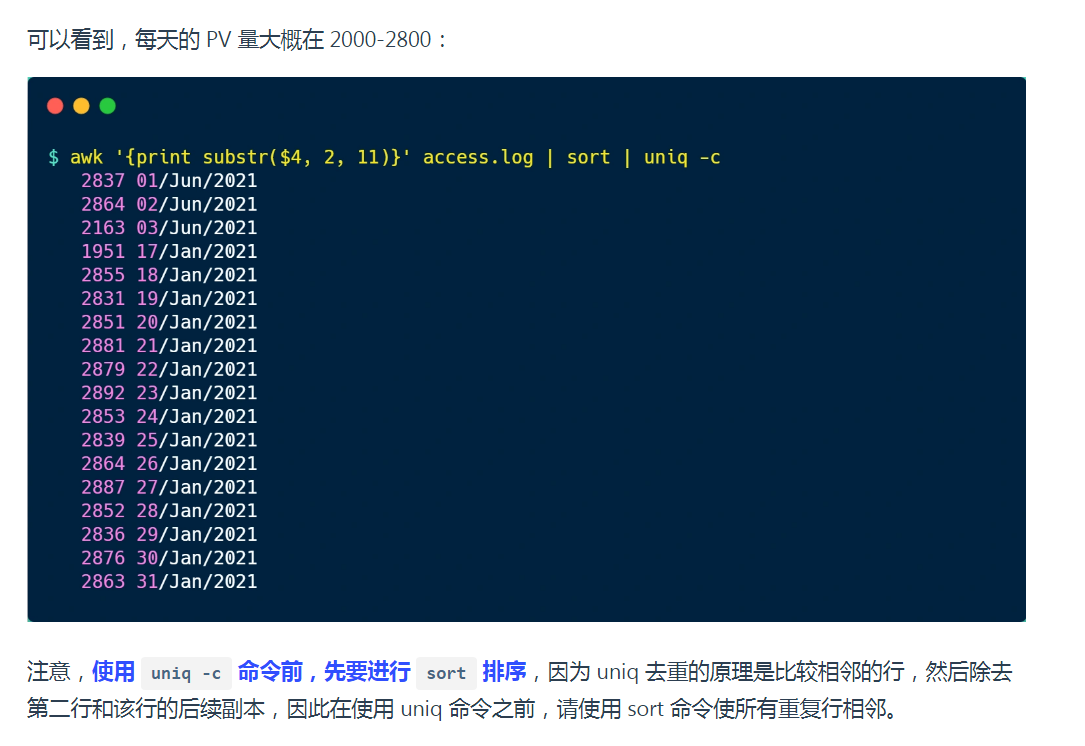 可以看到，每天的 PV 量大概在 2000-2800：
$ awk '{print substr($4, 2, 11)}' access.log | sort | uniq -c
2837 01/Jun/2021
2864 02/Jun/2021
2163 03/Jun/2021
1951 17/Jan/2021
2855 18/Jan/2021
2831 19/Jan/2021
2851 20/Jan/2021
2881 21/Jan/2021
2879 22/Jan/2021
2892 23/Jan/2021
2853 24/Jan/2021
2839 25/Jan/2021
2864 26/Jan/2021
2887 27/Jan/2021
2852 28/Jan/2021
2836 29/Jan/2021
2876 30/Jan/2021
2863 31/Jan/2021
注意，使用 uniq -c 命令前，先要进行 sort 排序，因为 uniq 去重的原理是比较相邻的行，然后除去
第二行和该行的后续副本，因此在使用 uniq 命令之前，请使用 sort 命令使所有重复行相邻。